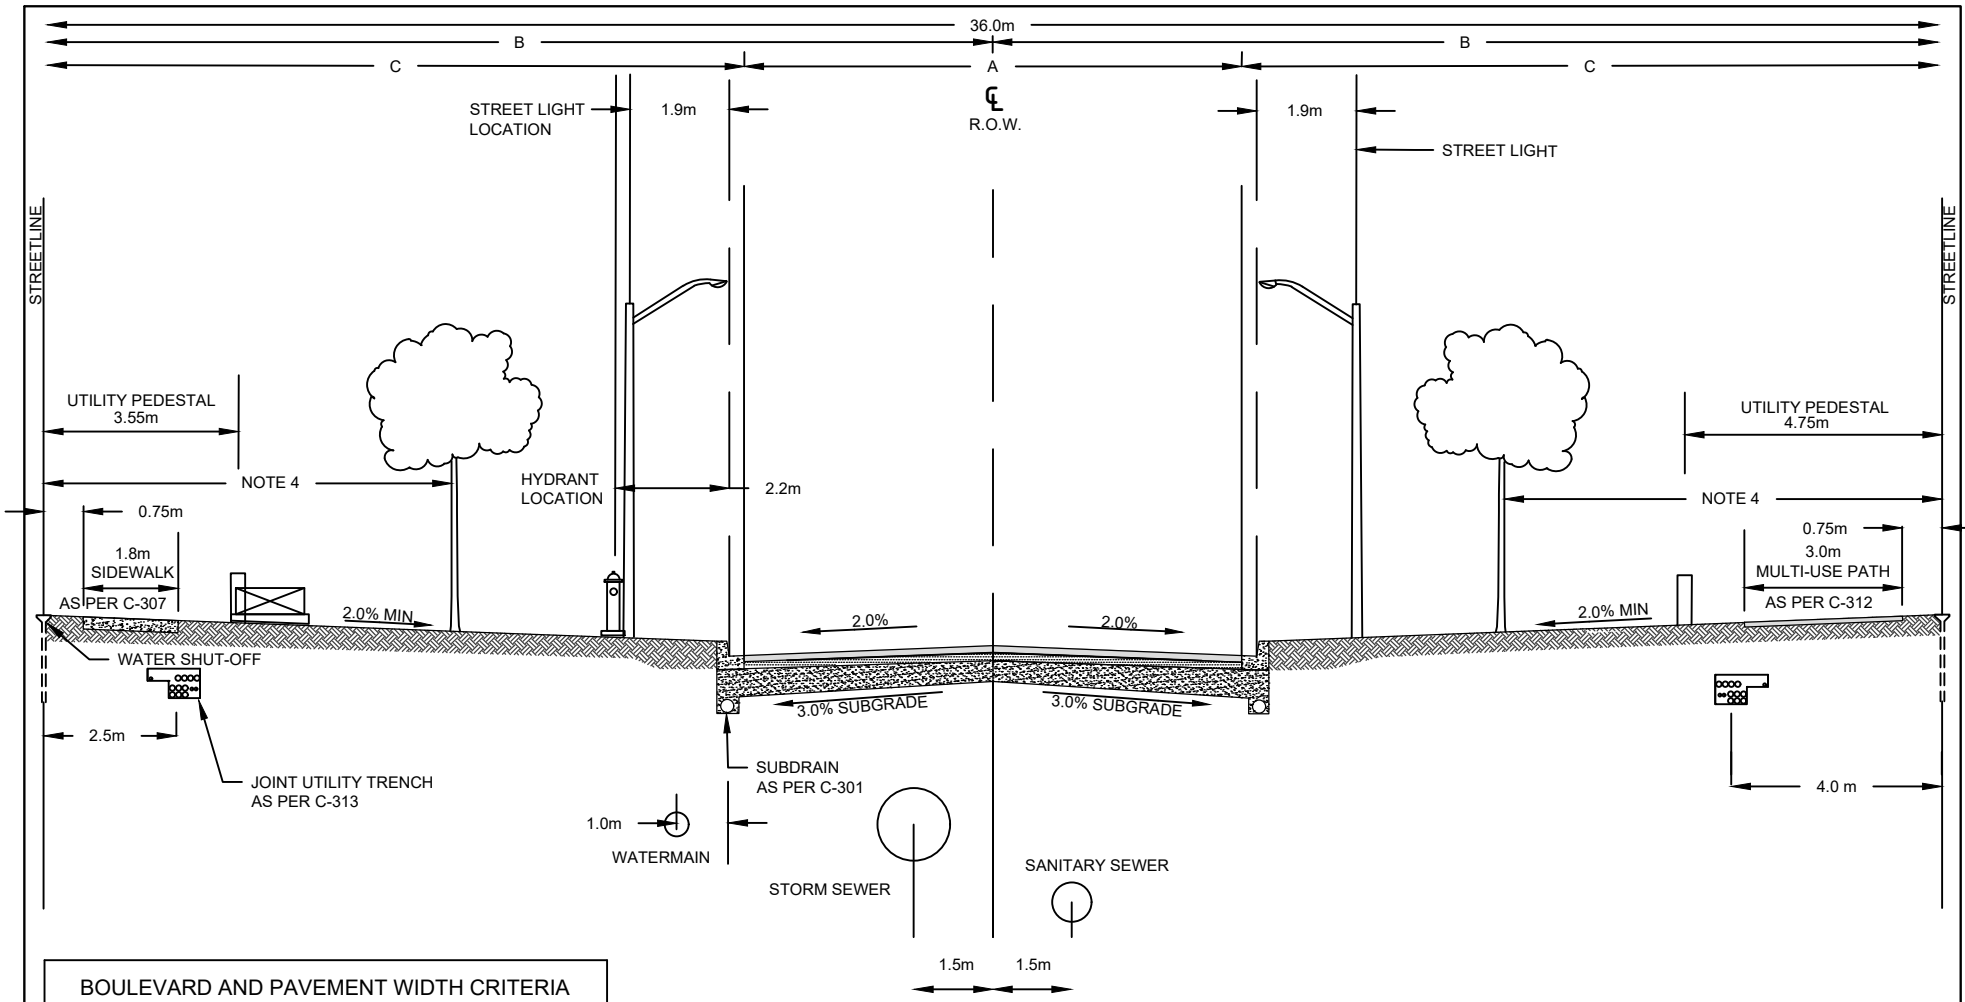 36.0m
B
B
C
A
C
STREET LIGHT
LOCATION
1.9m
℄
R.O.W.
1.9m
STREET LIGHT
STREETLINE
STREETLINE
UTILITY PEDESTAL
3.55m
UTILITY PEDESTAL
4.75m
NOTE 4
HYDRANT
LOCATION
2.2m
NOTE 4
0.75m
0.75m
1.8m
SIDEWALK
AS PER C-307
3.0m
MULTI-USE PATH
AS PER C-312
2.0% MIN
2.0%
2.0%
2.0% MIN
WATER SHUT-OFF
3.0% SUBGRADE
3.0% SUBGRADE
2.5m
JOINT UTILITY TRENCH
AS PER C-313
SUBDRAIN
AS PER C-301
4.0 m
1.0m
WATERMAIN
STORM SEWER
SANITARY SEWER
1.5m
1.5m
BOULEVARD AND PAVEMENT WIDTH CRITERIA